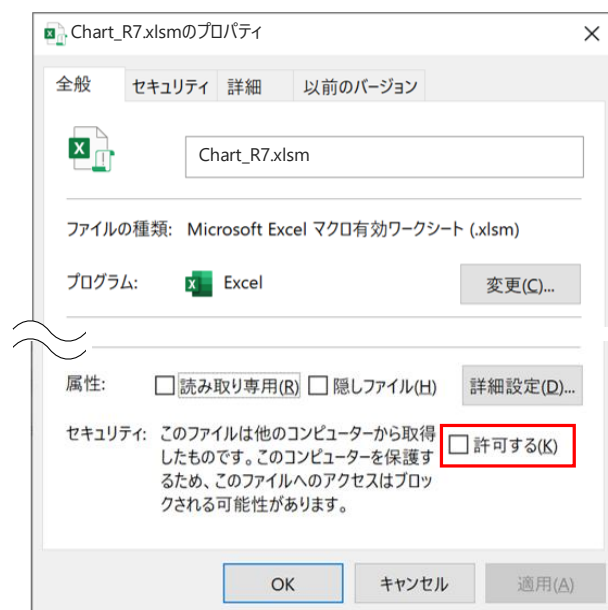 Chart_R7.xlsmのプロパティ
全般 セキュリティ 詳細 以前のバージョン
Chart_R7.xlsm
ファイルの種類: Microsoft Excel マクロ有効ワークシート (.xlsm)
プログラム: Excel 変更(C)...
属性: 読み取り専用(R) 隠しファイル(H) 詳細設定(D)...
セキュリティ: このファイルは他のコンピューターから取得
許可する(K)
したものです。このコンピューターを保護す
るため、このファイルへのアクセスはブロッ
クされる可能性があります。
OK キャンセル 適用(A)